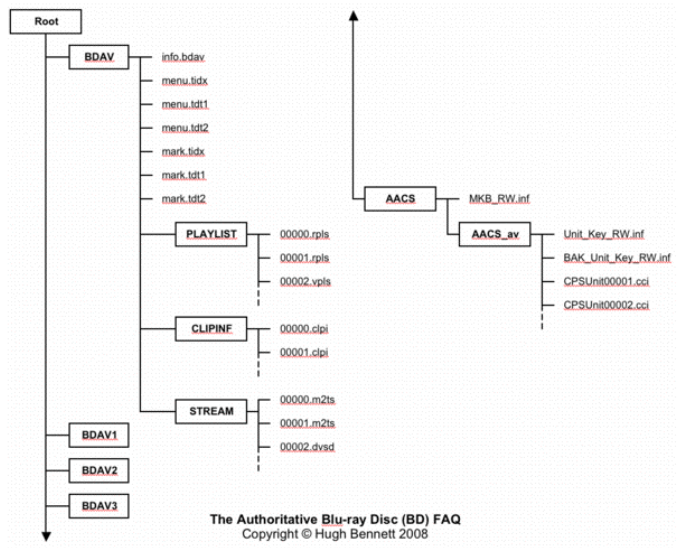 Root
BDAV
info.bdav
menu.tidx
menu.tdt1
menu.tdt2
mark.tidx
mark.tdt1
mark.tdt2
PLAYLIST
00000.rpls
00001.rpls
00002.vpls
CLIPINF
00000.clpi
00001.clpi
STREAM
00000.m2ts
00001.m2ts
00002.dvsd
BDAV1
BDAV2
BDAV3
AACS
MKB_RW.inf
AACS_av
Unit_Key_RW.inf
BAK_Unit_Key_RW.inf
CPSUnit00001.cci
CPSUnit00002.cci
The Authoritative Blu-ray Disc (BD) FAQ
Copyright © Hugh Bennett 2008